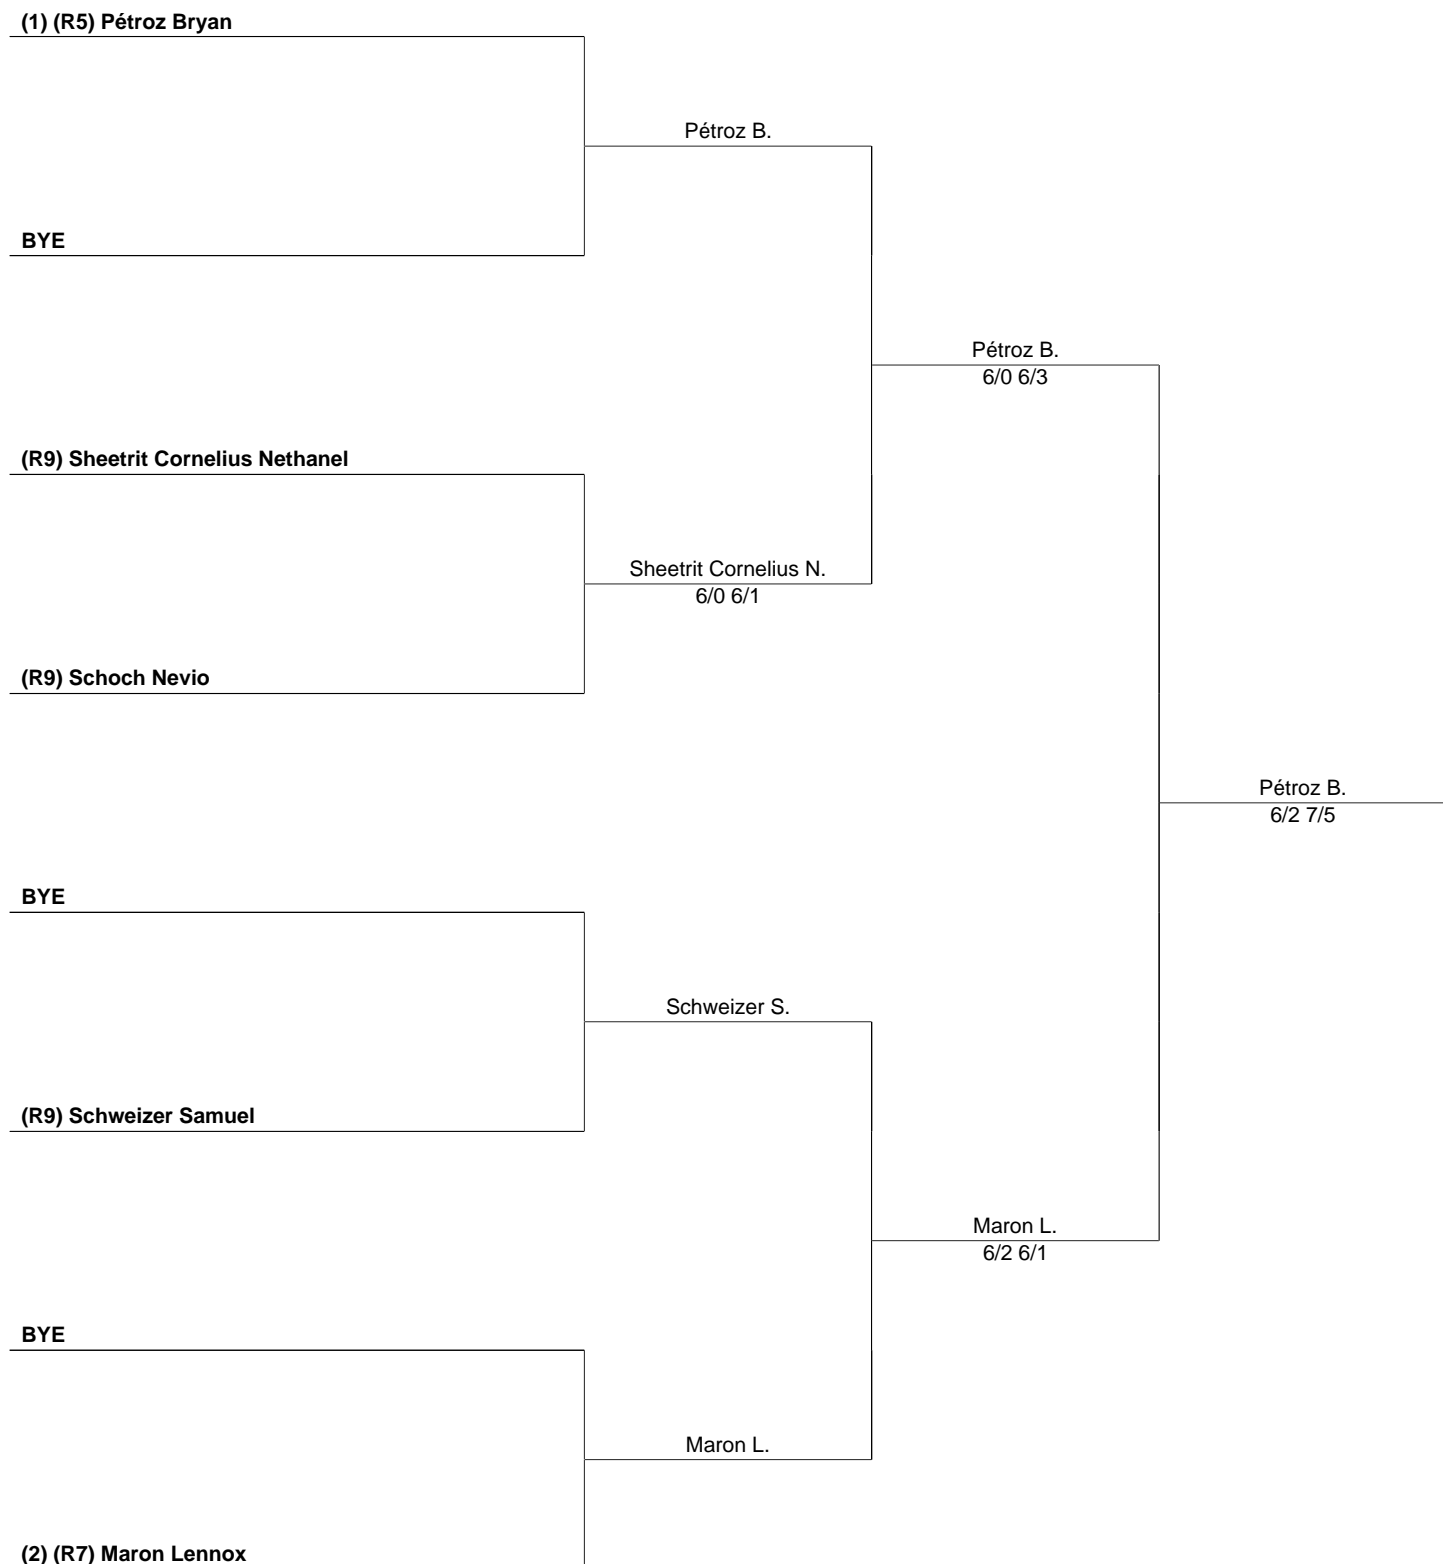 (1) (R5) Pétroz Bryan
Pétroz B.
BYE
Pétroz B.
6/0 6/3
(R9) Sheetrit Cornelius Nethanel
Sheetrit Cornelius N.
6/0 6/1
(R9) Schoch Nevio
Pétroz B.
6/2 7/5
BYE
Schweizer S.
(R9) Schweizer Samuel
Maron L.
6/2 6/1
BYE
Maron L.
(2) (R7) Maron Lennox